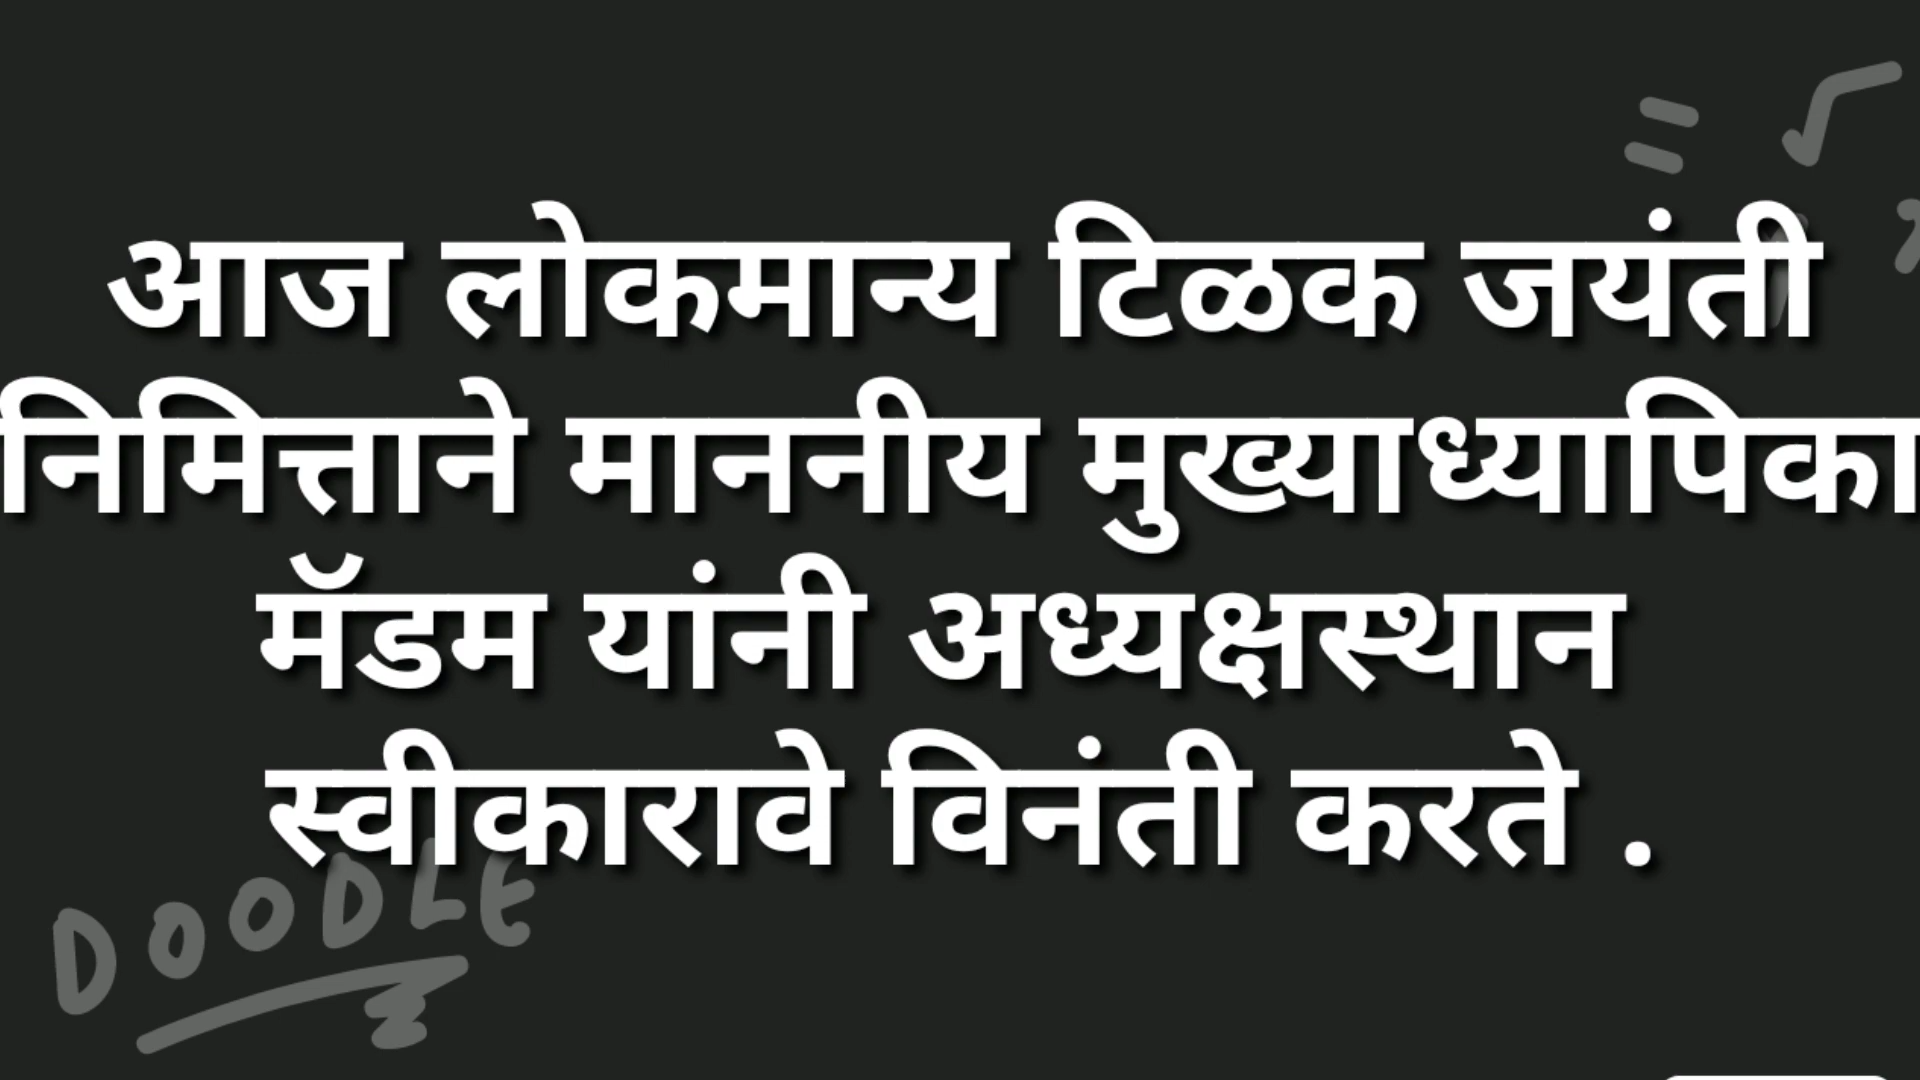 आज लोकमान्य टिळक जयंती
निमित्ताने माननीय मुख्याध्यापिका
मॅडम यांनी अध्यक्षस्थान
स्वीकारावे विनंती करते .
DOODLE